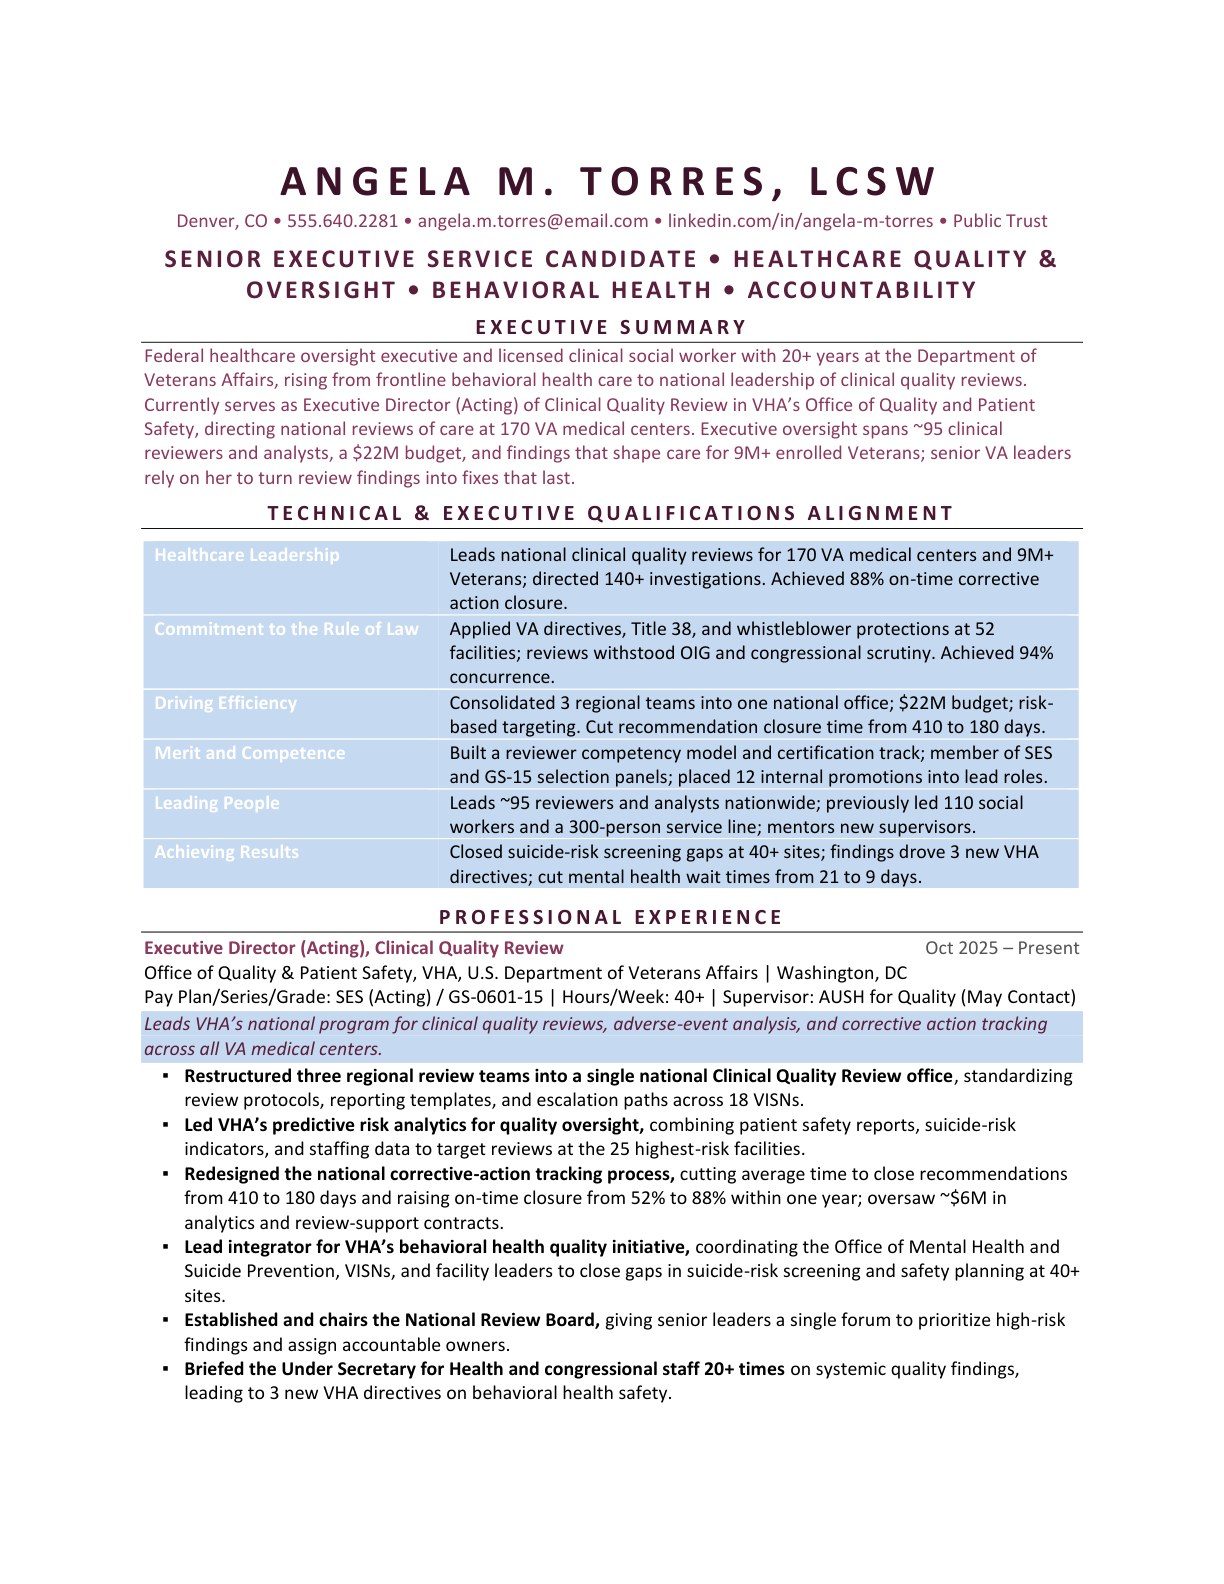 ANGELA M. TORRES, LCSW
Denver, CO • 555.640.2281 • angela.m.torres@email.com • linkedin.com/in/angela-m-torres • Public Trust
SENIOR EXECUTIVE SERVICE CANDIDATE • HEALTHCARE QUALITY &
OVERSIGHT • BEHAVIORAL HEALTH • ACCOUNTABILITY
EXECUTIVE SUMMARY
Federal healthcare oversight executive and licensed clinical social worker with 20+ years at the Department of
Veterans Affairs, rising from frontline behavioral health care to national leadership of clinical quality reviews.
Currently serves as Executive Director (Acting) of Clinical Quality Review in VHA’s Office of Quality and Patient
Safety, directing national reviews of care at 170 VA medical centers. Executive oversight spans ~95 clinical
reviewers and analysts, a $22M budget, and findings that shape care for 9M+ enrolled Veterans; senior VA leaders
rely on her to turn review findings into fixes that last.
TECHNICAL & EXECUTIVE QUALIFICATIONS ALIGNMENT
Healthcare Leadership
Leads national clinical quality reviews for 170 VA medical centers and 9M+
Veterans; directed 140+ investigations. Achieved 88% on-time corrective
action closure.
Commitment to the Rule of Law
Applied VA directives, Title 38, and whistleblower protections at 52
facilities; reviews withstood OIG and congressional scrutiny. Achieved 94%
concurrence.
Driving Efficiency
Consolidated 3 regional teams into one national office; $22M budget; risk-
based targeting. Cut recommendation closure time from 410 to 180 days.
Merit and Competence
Built a reviewer competency model and certification track; member of SES
and GS-15 selection panels; placed 12 internal promotions into lead roles.
Leading People
Leads ~95 reviewers and analysts nationwide; previously led 110 social
workers and a 300-person service line; mentors new supervisors.
Achieving Results
Closed suicide-risk screening gaps at 40+ sites; findings drove 3 new VHA
directives; cut mental health wait times from 21 to 9 days.
PROFESSIONAL EXPERIENCE
Executive Director (Acting), Clinical Quality Review Oct 2025 – Present
Office of Quality & Patient Safety, VHA, U.S. Department of Veterans Affairs | Washington, DC
Pay Plan/Series/Grade: SES (Acting) / GS-0601-15 | Hours/Week: 40+ | Supervisor: AUSH for Quality (May Contact)
Leads VHA’s national program for clinical quality reviews, adverse-event analysis, and corrective action tracking
across all VA medical centers.
▪ Restructured three regional review teams into a single national Clinical Quality Review office, standardizing
review protocols, reporting templates, and escalation paths across 18 VISNs.
▪ Led VHA’s predictive risk analytics for quality oversight, combining patient safety reports, suicide-risk
indicators, and staffing data to target reviews at the 25 highest-risk facilities.
▪ Redesigned the national corrective-action tracking process, cutting average time to close recommendations
from 410 to 180 days and raising on-time closure from 52% to 88% within one year; oversaw ~$6M in
analytics and review-support contracts.
▪ Lead integrator for VHA’s behavioral health quality initiative, coordinating the Office of Mental Health and
Suicide Prevention, VISNs, and facility leaders to close gaps in suicide-risk screening and safety planning at 40+
sites.
▪ Established and chairs the National Review Board, giving senior leaders a single forum to prioritize high-risk
findings and assign accountable owners.
▪ Briefed the Under Secretary for Health and congressional staff 20+ times on systemic quality findings,
leading to 3 new VHA directives on behavioral health safety.